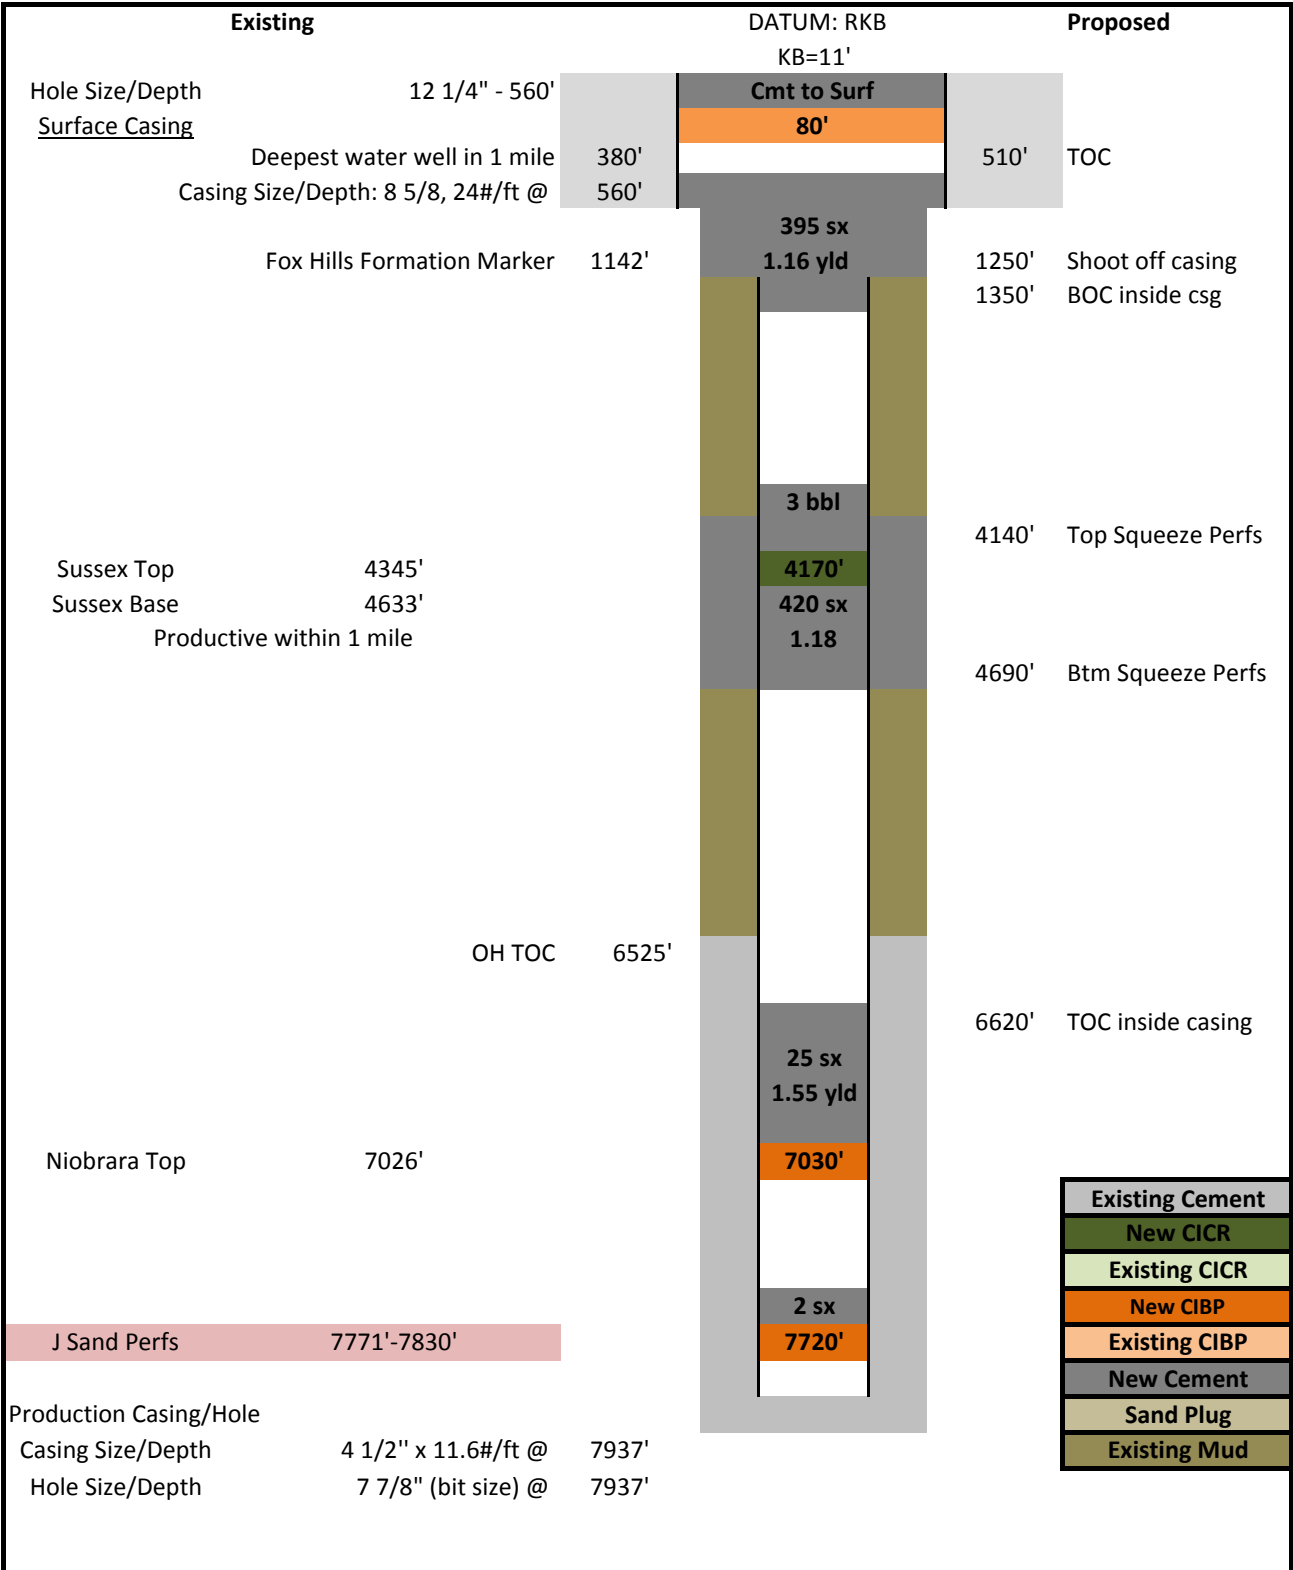 Existing DATUM: RKB Proposed
KB=11'
Hole Size/Depth 12 1/4" - 560' Cmt to Surf
Surface Casing 80'
Deepest water well in 1 mile 380' 510' TOC
Casing Size/Depth: 8 5/8, 24#/ft @ 560'
395 sx
Fox Hills Formation Marker 1142' 1.16 yld 1250' Shoot off casing
1350' BOC inside csg
3 bbl
4140' Top Squeeze Perfs
Sussex Top 4345' 4170'
Sussex Base 4633' 420 sx
Productive within 1 mile 1.18
4690' Btm Squeeze Perfs
OH TOC 6525'
6620' TOC inside casing
25 sx
1.55 yld
Niobrara Top 7026' 7030'
Existing Cement
New CICR
Existing CICR
2 sx New CIBP
J Sand Perfs 7771'-7830' 7720' Existing CIBP
New Cement
Production Casing/Hole Sand Plug
Casing Size/Depth 4 1/2'' x 11.6#/ft @ 7937' Existing Mud
Hole Size/Depth 7 7/8" (bit size) @ 7937'